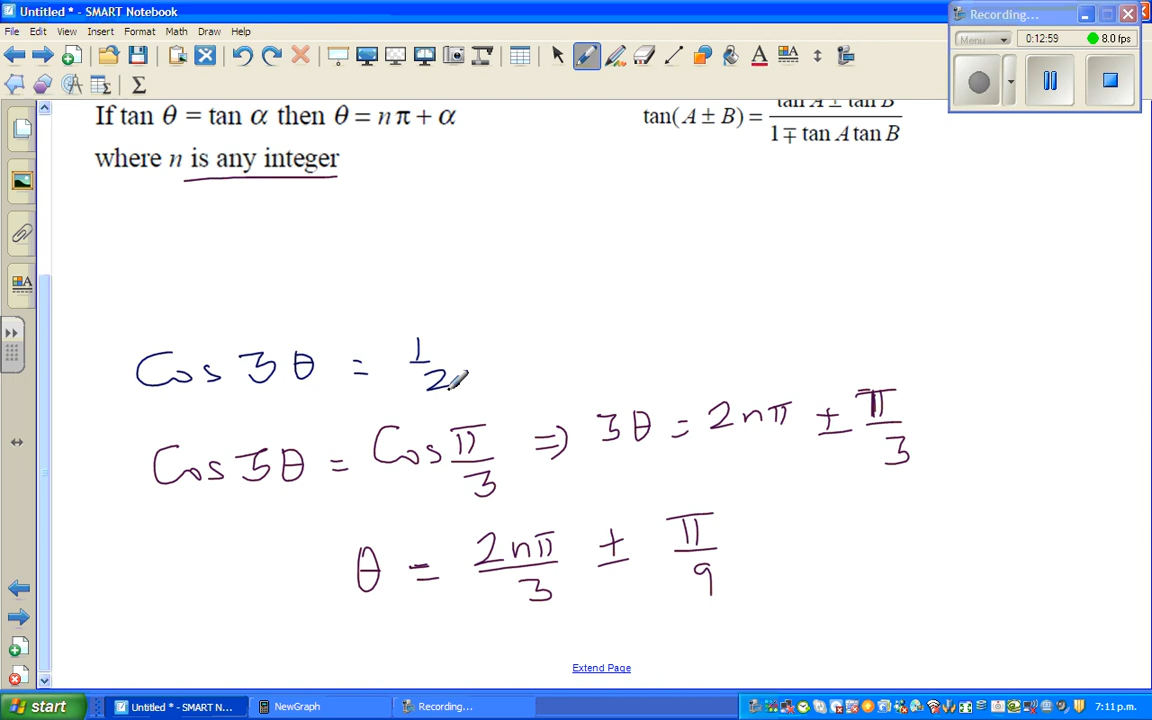 Untitled * - SMART Notebook
Recording...
File Edit View Insert Format Math Draw Help
Menu 0:12:59 8.0 fps
If tan θ = tan α then θ = nπ + α
where n is any integer
tan(A ± B) = tan A ± tan B / 1 ∓ tan A tan B
Cos 3θ = 1/2
Cos 3θ = Cos π/3 ⇒ 3θ = 2nπ ± π/3
θ = 2nπ/3 ± π/9
Extend Page
start Untitled * - SMART N... NewGraph Recording... 7:11 p.m.